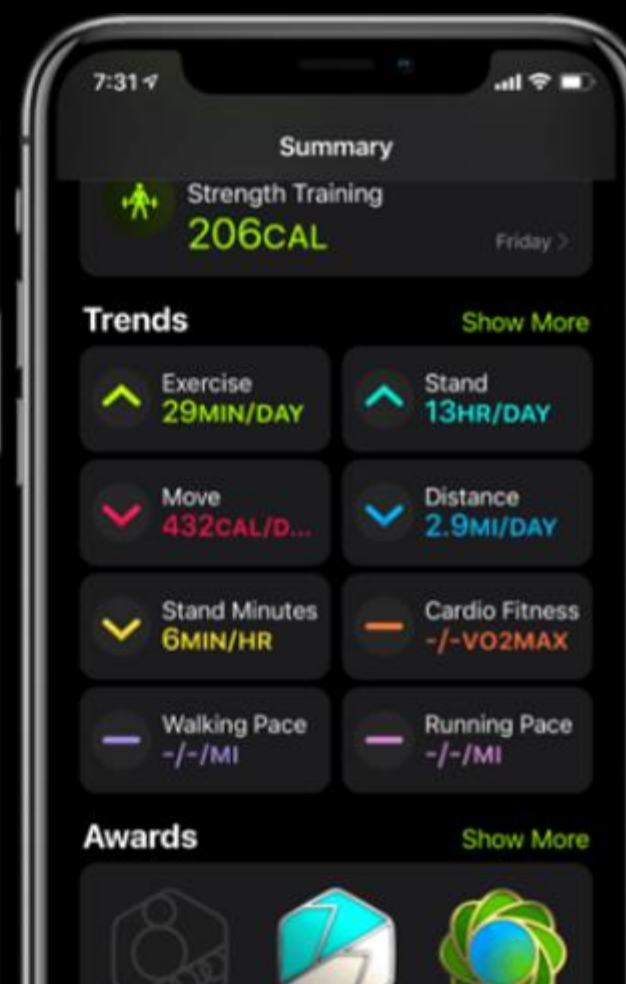 7:31
Summary
Strength Training
206CAL
Friday >
Trends
Show More
Exercise
29MIN/DAY
Stand
13HR/DAY
Move
432CAL/D...
Distance
2.9MI/DAY
Stand Minutes
6MIN/HR
Cardio Fitness
-/-VO2MAX
Walking Pace
-/-/MI
Running Pace
-/-/MI
Awards
Show More